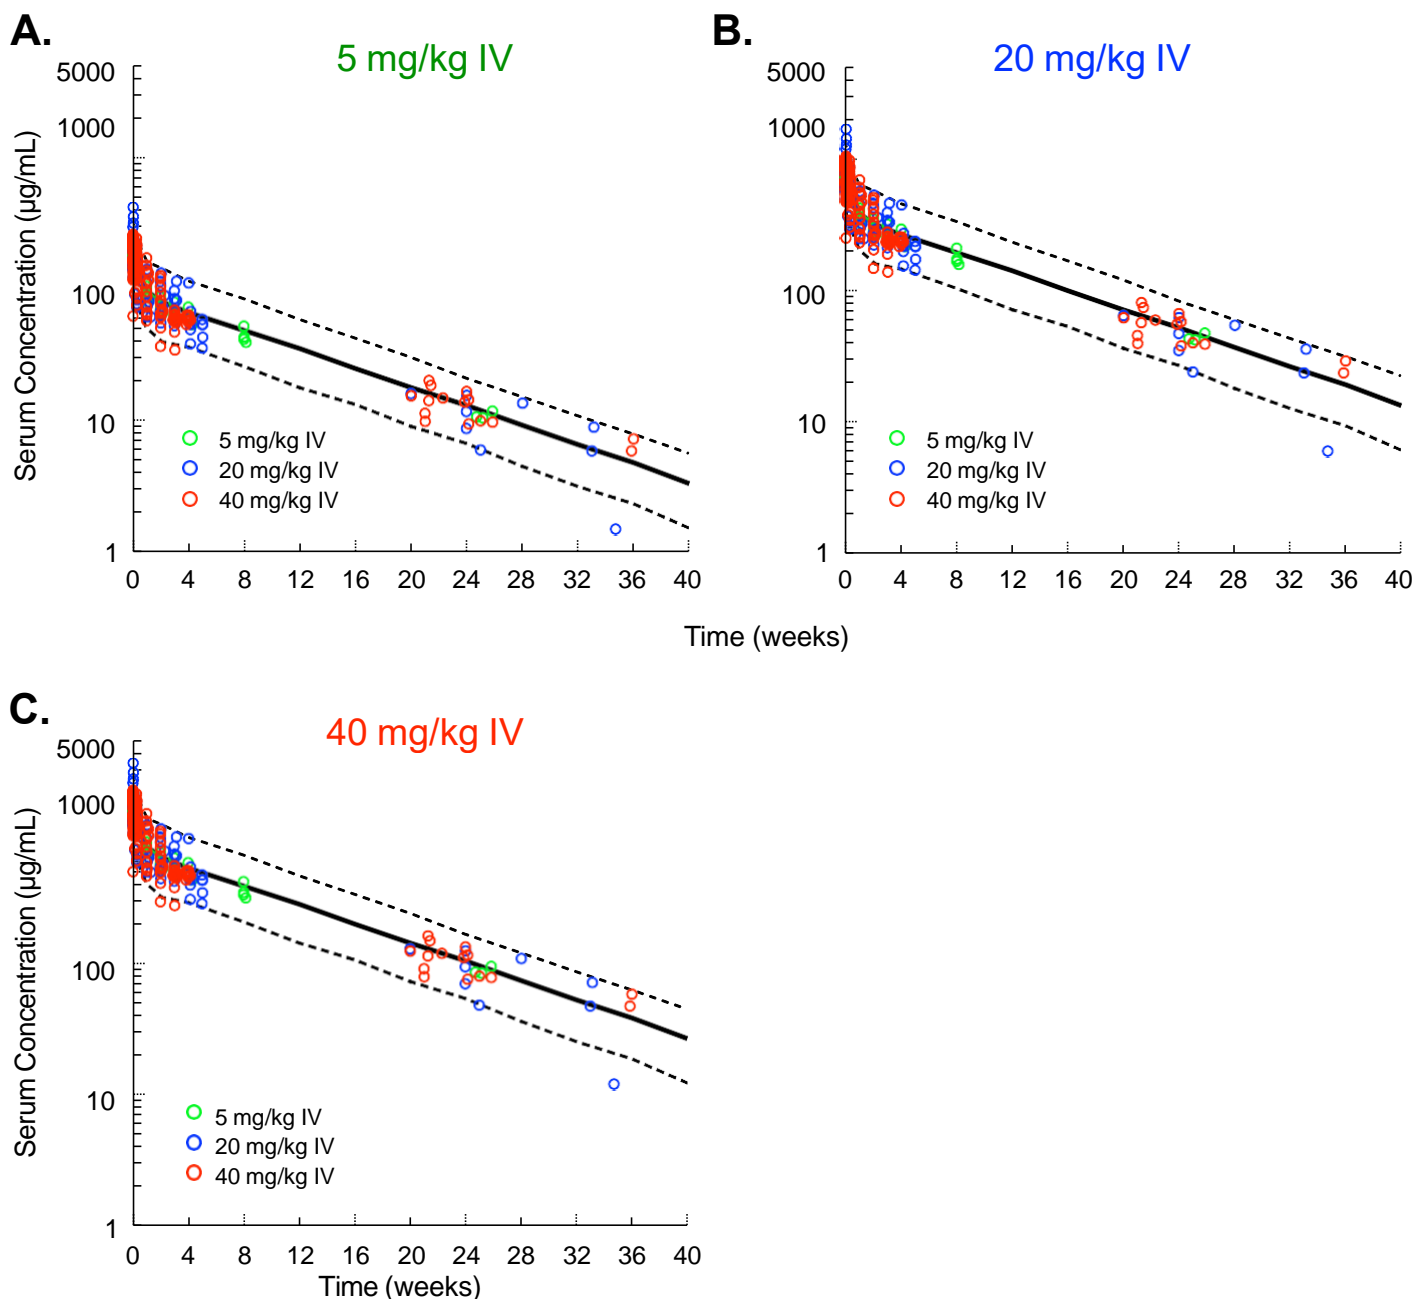 A.
5 mg/kg IV
5000
1000
100
10
1
Serum Concentration (µg/mL)
5 mg/kg IV
20 mg/kg IV
40 mg/kg IV
0 4 8 12 16 20 24 28 32 36 40
B.
20 mg/kg IV
5000
1000
100
10
1
5 mg/kg IV
20 mg/kg IV
40 mg/kg IV
0 4 8 12 16 20 24 28 32 36 40
Time (weeks)
C.
40 mg/kg IV
5000
1000
100
10
1
Serum Concentration (µg/mL)
5 mg/kg IV
20 mg/kg IV
40 mg/kg IV
0 4 8 12 16 20 24 28 32 36 40
Time (weeks)